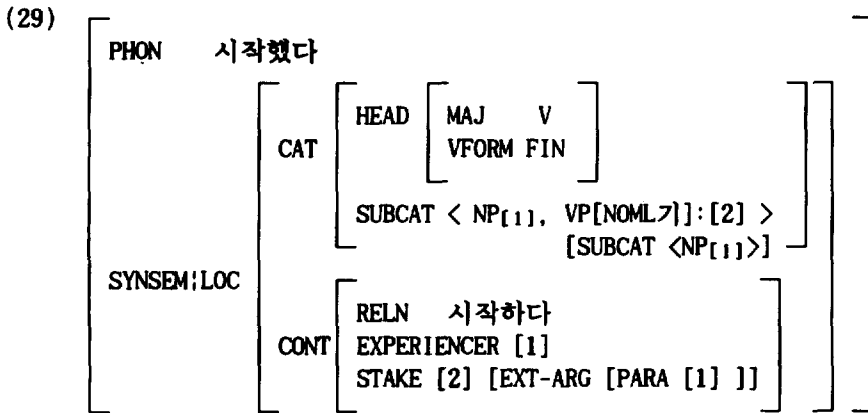 (29)
PHON 시작했다
HEAD MAJ V
CAT VFORM FIN
SUBCAT < NP[1], VP[NOML기]:[2] >
[SUBCAT <NP[1]>]
SYNSEM¦LOC
RELN 시작하다
CONT EXPERIENCER [1]
STAKE [2] [EXT-ARG [PARA [1] ]]